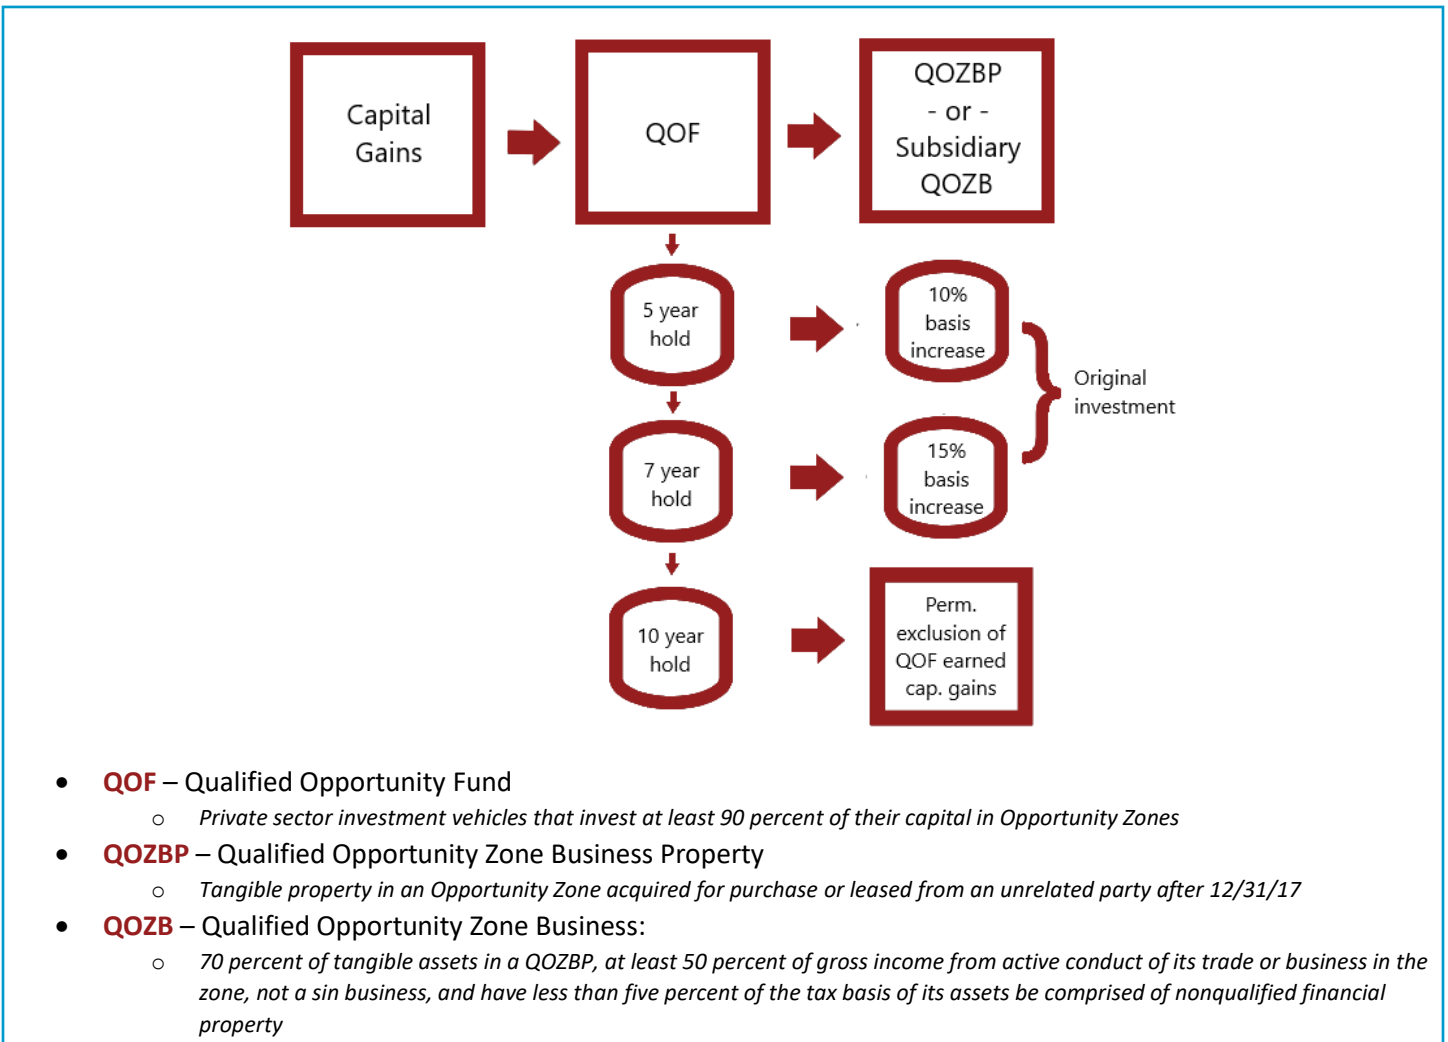 Capital
Gains
QOF
QOZBP
- or -
Subsidiary
QOZB
5 year
hold
10%
basis
increase
Original
investment
7 year
hold
15%
basis
increase
10 year
hold
Perm.
exclusion of
QOF earned
cap. gains
• QOF – Qualified Opportunity Fund
o Private sector investment vehicles that invest at least 90 percent of their capital in Opportunity Zones
• QOZBP – Qualified Opportunity Zone Business Property
o Tangible property in an Opportunity Zone acquired for purchase or leased from an unrelated party after 12/31/17
• QOZB – Qualified Opportunity Zone Business:
o 70 percent of tangible assets in a QOZBP, at least 50 percent of gross income from active conduct of its trade or business in the
zone, not a sin business, and have less than five percent of the tax basis of its assets be comprised of nonqualified financial
property